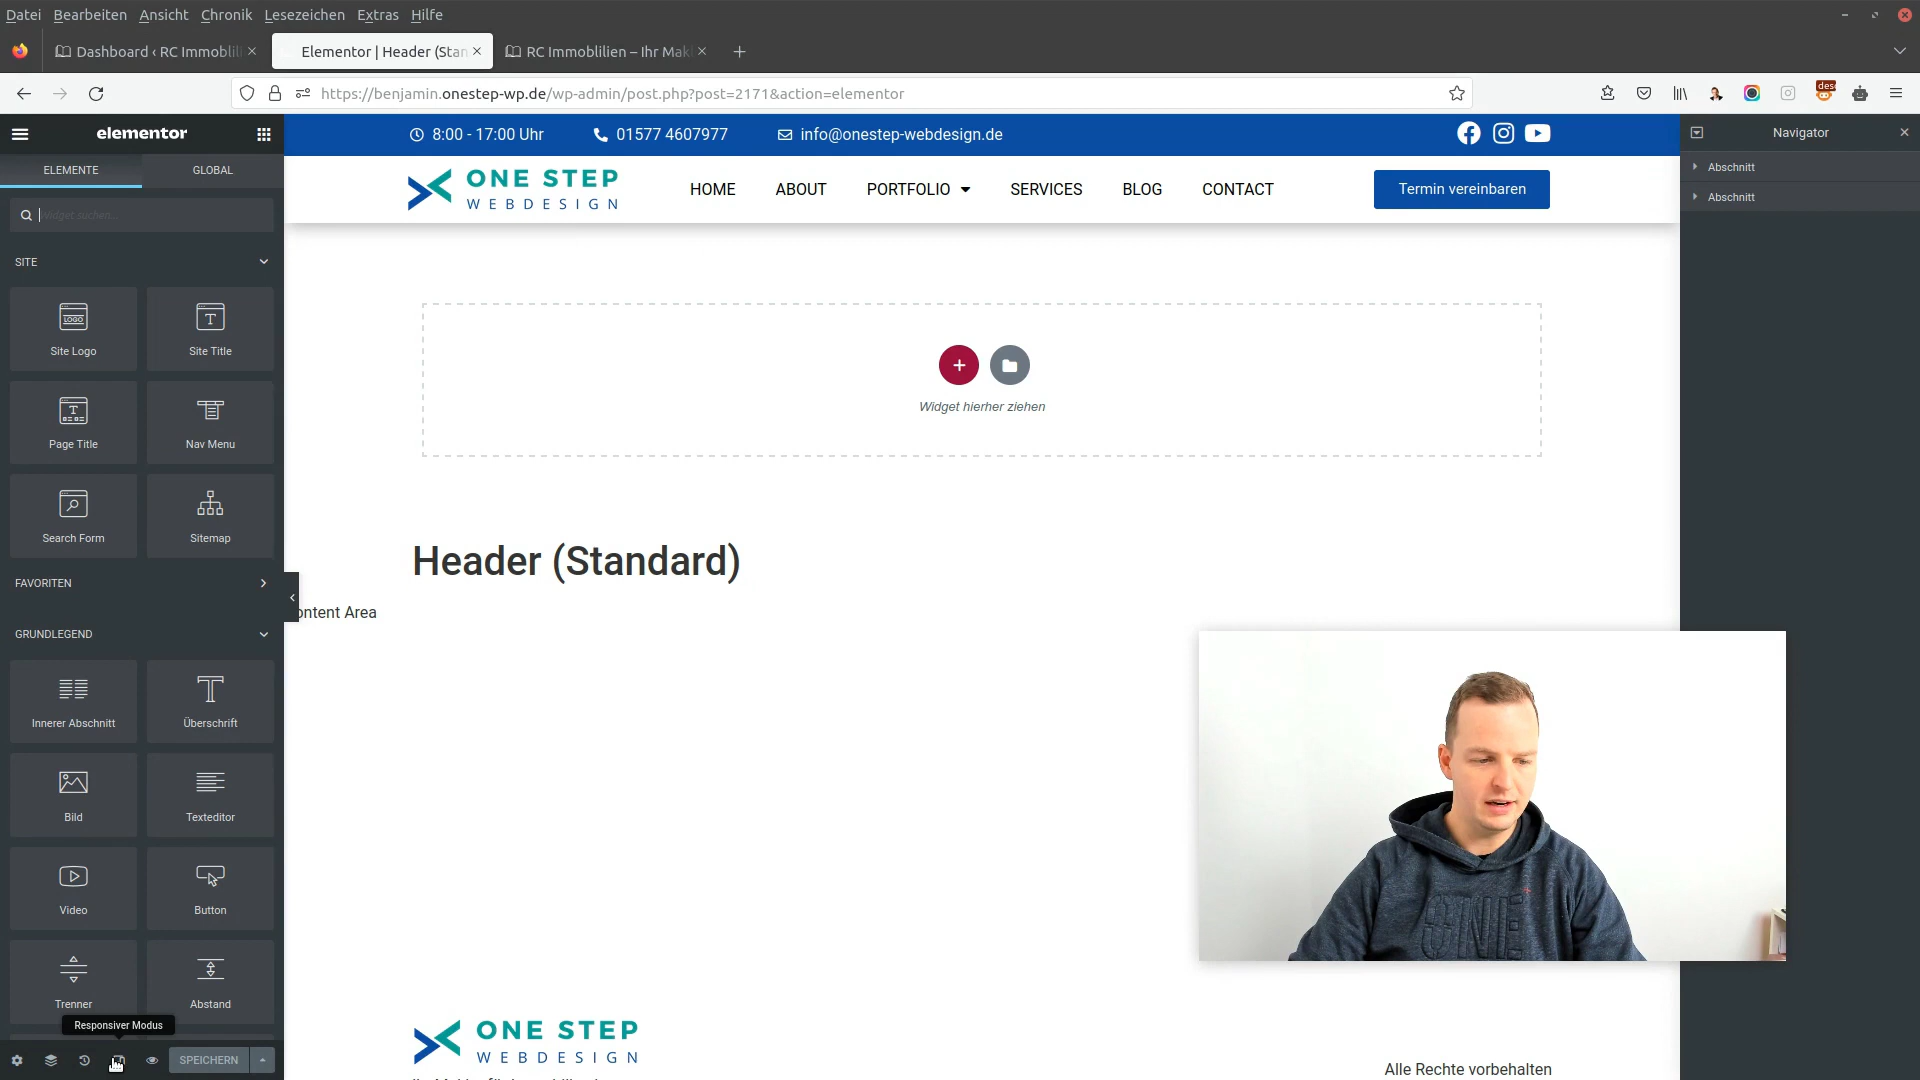 Datei Bearbeiten Ansicht Chronik Lesezeichen Extras Hilfe
Dashboard ‹ RC Immoblil
Elementor | Header (Stan
RC Immoblilien – Ihr Mak
https://benjamin.onestep-wp.de/wp-admin/post.php?post=2171&action=elementor
elementor
ELEMENTE
GLOBAL
Widget suchen...
SITE
LOGO
Site Logo
Site Title
Page Title
Nav Menu
Search Form
Sitemap
FAVORITEN
GRUNDLEGEND
Innerer Abschnitt
Überschrift
Bild
Texteditor
Video
Button
Trenner
Abstand
Responsiver Modus
SPEICHERN
8:00 - 17:00 Uhr
01577 4607977
info@onestep-webdesign.de
ONE STEP
WEBDESIGN
HOME
ABOUT
PORTFOLIO
SERVICES
BLOG
CONTACT
Termin vereinbaren
Widget hierher ziehen
Header (Standard)
ontent Area
ONE STEP
WEBDESIGN
Alle Rechte vorbehalten
Navigator
Abschnitt
Abschnitt